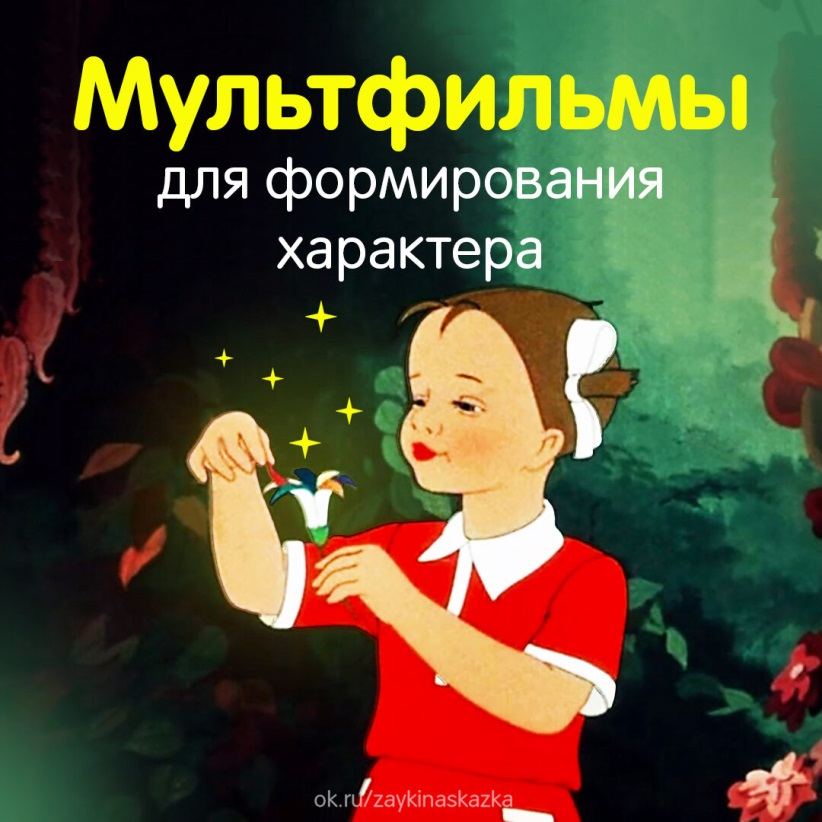 Мультфильмы
для формирования
характера
ok.ru/zaykinaskazka